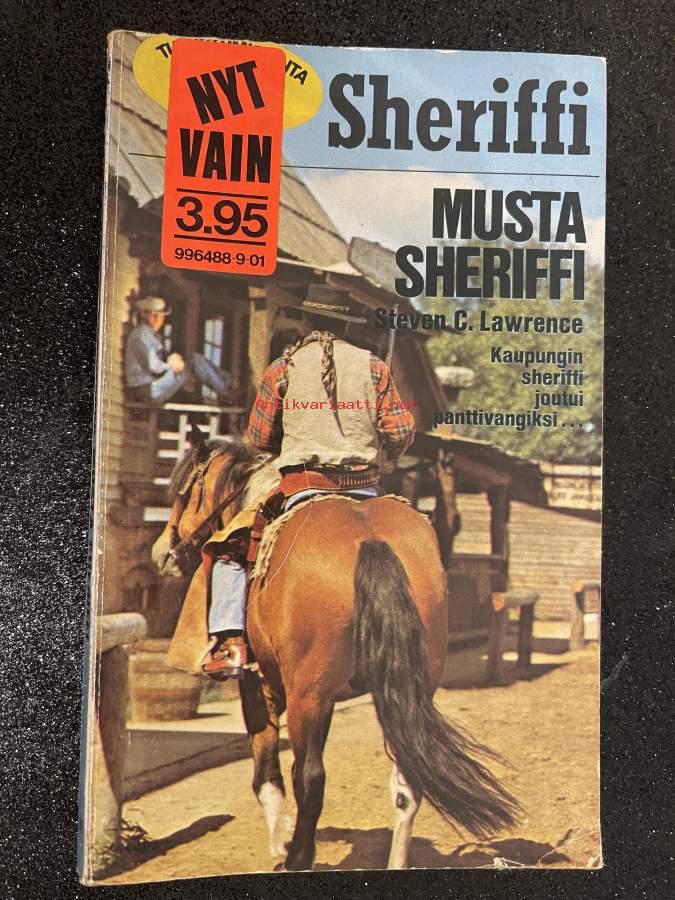 NYT
VAIN
3.95
996488-9-01
Sheriffi
MUSTA
SHERIFFI
Steven C. Lawrence
Kaupungin
sheriffi
joutui
panttivangiksi...
Antikvariaatti.net